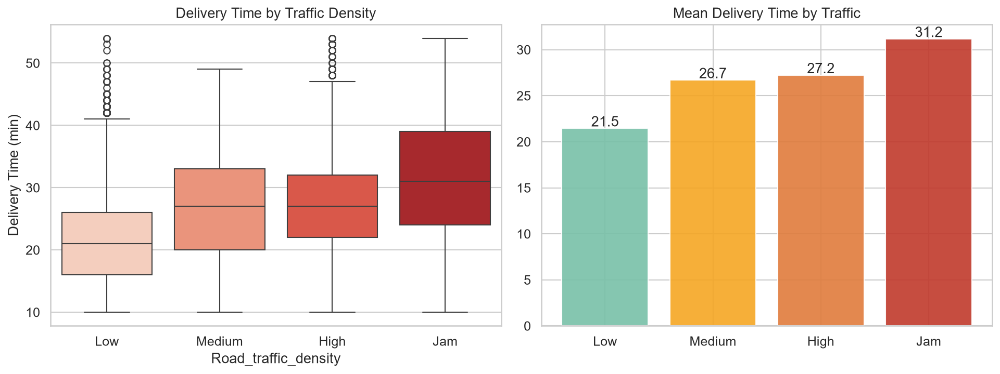 Delivery Time by Traffic Density
Delivery Time (min)
50
40
30
20
10
Low Medium High Jam
Road_traffic_density
Mean Delivery Time by Traffic
30
25
20
15
10
5
0
21.5
26.7
27.2
31.2
Low Medium High Jam